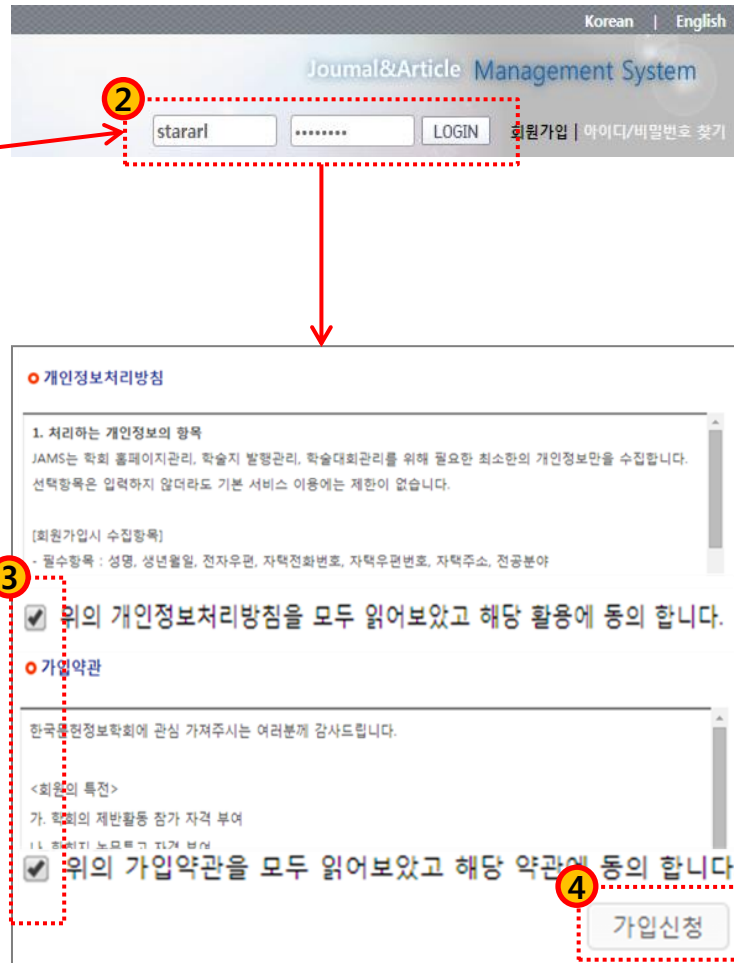 Korean | English
Joumal&Article Management System
2
stararl •••••••• LOGIN 회원가입 | 아이디/비밀번호 찾기
개인정보처리방침
1. 처리하는 개인정보의 항목
JAMS는 학회 홈페이지관리, 학술지 발행관리, 학술대회관리를 위해 필요한 최소한의 개인정보만을 수집합니다.
선택항목은 입력하지 않더라도 기본 서비스 이용에는 제한이 없습니다.
[회원가입시 수집항목]
- 필수항목 : 성명, 생년월일, 전자우편, 자택전화번호, 자택우편번호, 자택주소, 전공분야
3
위의 개인정보처리방침을 모두 읽어보았고 해당 활용에 동의 합니다.
가입약관
한국문헌정보학회에 관심 가져주시는 여러분께 감사드립니다.
<회원의 특전>
가. 학회의 제반활동 참가 자격 부여
위의 가입약관을 모두 읽어보았고 해당 약관에 동의 합니다
4
가입신청